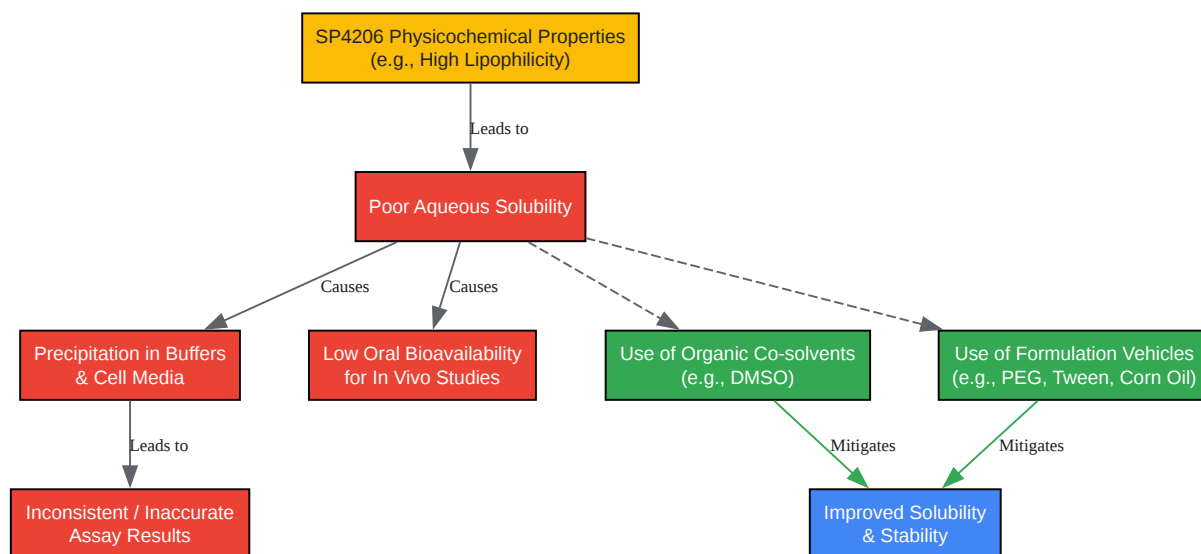 SP4206 Physicochemical Properties
(e.g., High Lipophilicity)
Leads to
Poor Aqueous Solubility
Causes
Causes
Precipitation in Buffers
& Cell Media
Low Oral Bioavailability
for In Vivo Studies
Use of Organic Co-solvents
(e.g., DMSO)
Use of Formulation Vehicles
(e.g., PEG, Tween, Corn Oil)
Leads to
Mitigates
Mitigates
Inconsistent / Inaccurate
Assay Results
Improved Solubility
& Stability